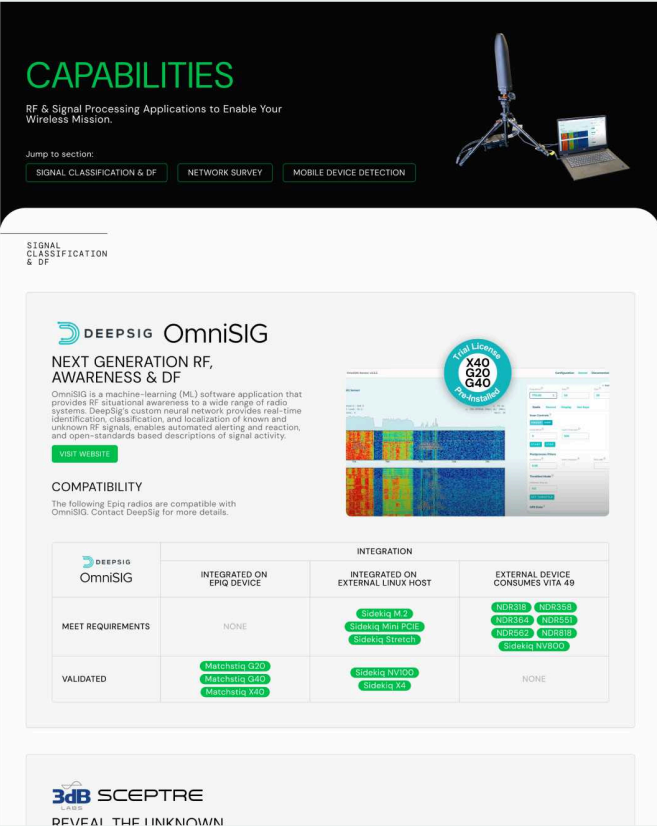 CAPABILITIES
RF & Signal Processing Applications to Enable Your
Wireless Mission.
Jump to section:
SIGNAL CLASSIFICATION & DF
NETWORK SURVEY
MOBILE DEVICE DETECTION
SIGNAL
CLASSIFICATION
& DF
DEEPSIG OmniSIG
NEXT GENERATION RF,
AWARENESS & DF
OmniSIG is a machine-learning (ML) software application that
provides RF situational awareness to a wide range of radio
systems. DeepSig's custom neural network provides real-time
identification, classification, and localization of known and
unknown RF signals, enables automated alerting and reaction,
and open-standards based descriptions of signal activity.
VISIT WEBSITE
Trial License
X40
G20
G40
Pre-Installed
COMPATIBILITY
The following Epiq radios are compatible with
OmniSIG. Contact DeepSig for more details.
DEEPSIG
OmniSIG
INTEGRATION
INTEGRATED ON
EPIQ DEVICE
INTEGRATED ON
EXTERNAL LINUX HOST
EXTERNAL DEVICE
CONSUMES VITA 49
MEET REQUIREMENTS
NONE
Sidekiq M.2
Sidekiq Mini PCIE
Sidekiq Stretch
NDR318 NDR358
NDR364 NDR551
NDR562 NDR818
Sidekiq NV800
VALIDATED
Matchstiq G20
Matchstiq G40
Matchstiq X40
Sidekiq NV100
Sidekiq X4
NONE
3dB LABS SCEPTRE
REVEAL THE UNKNOWN